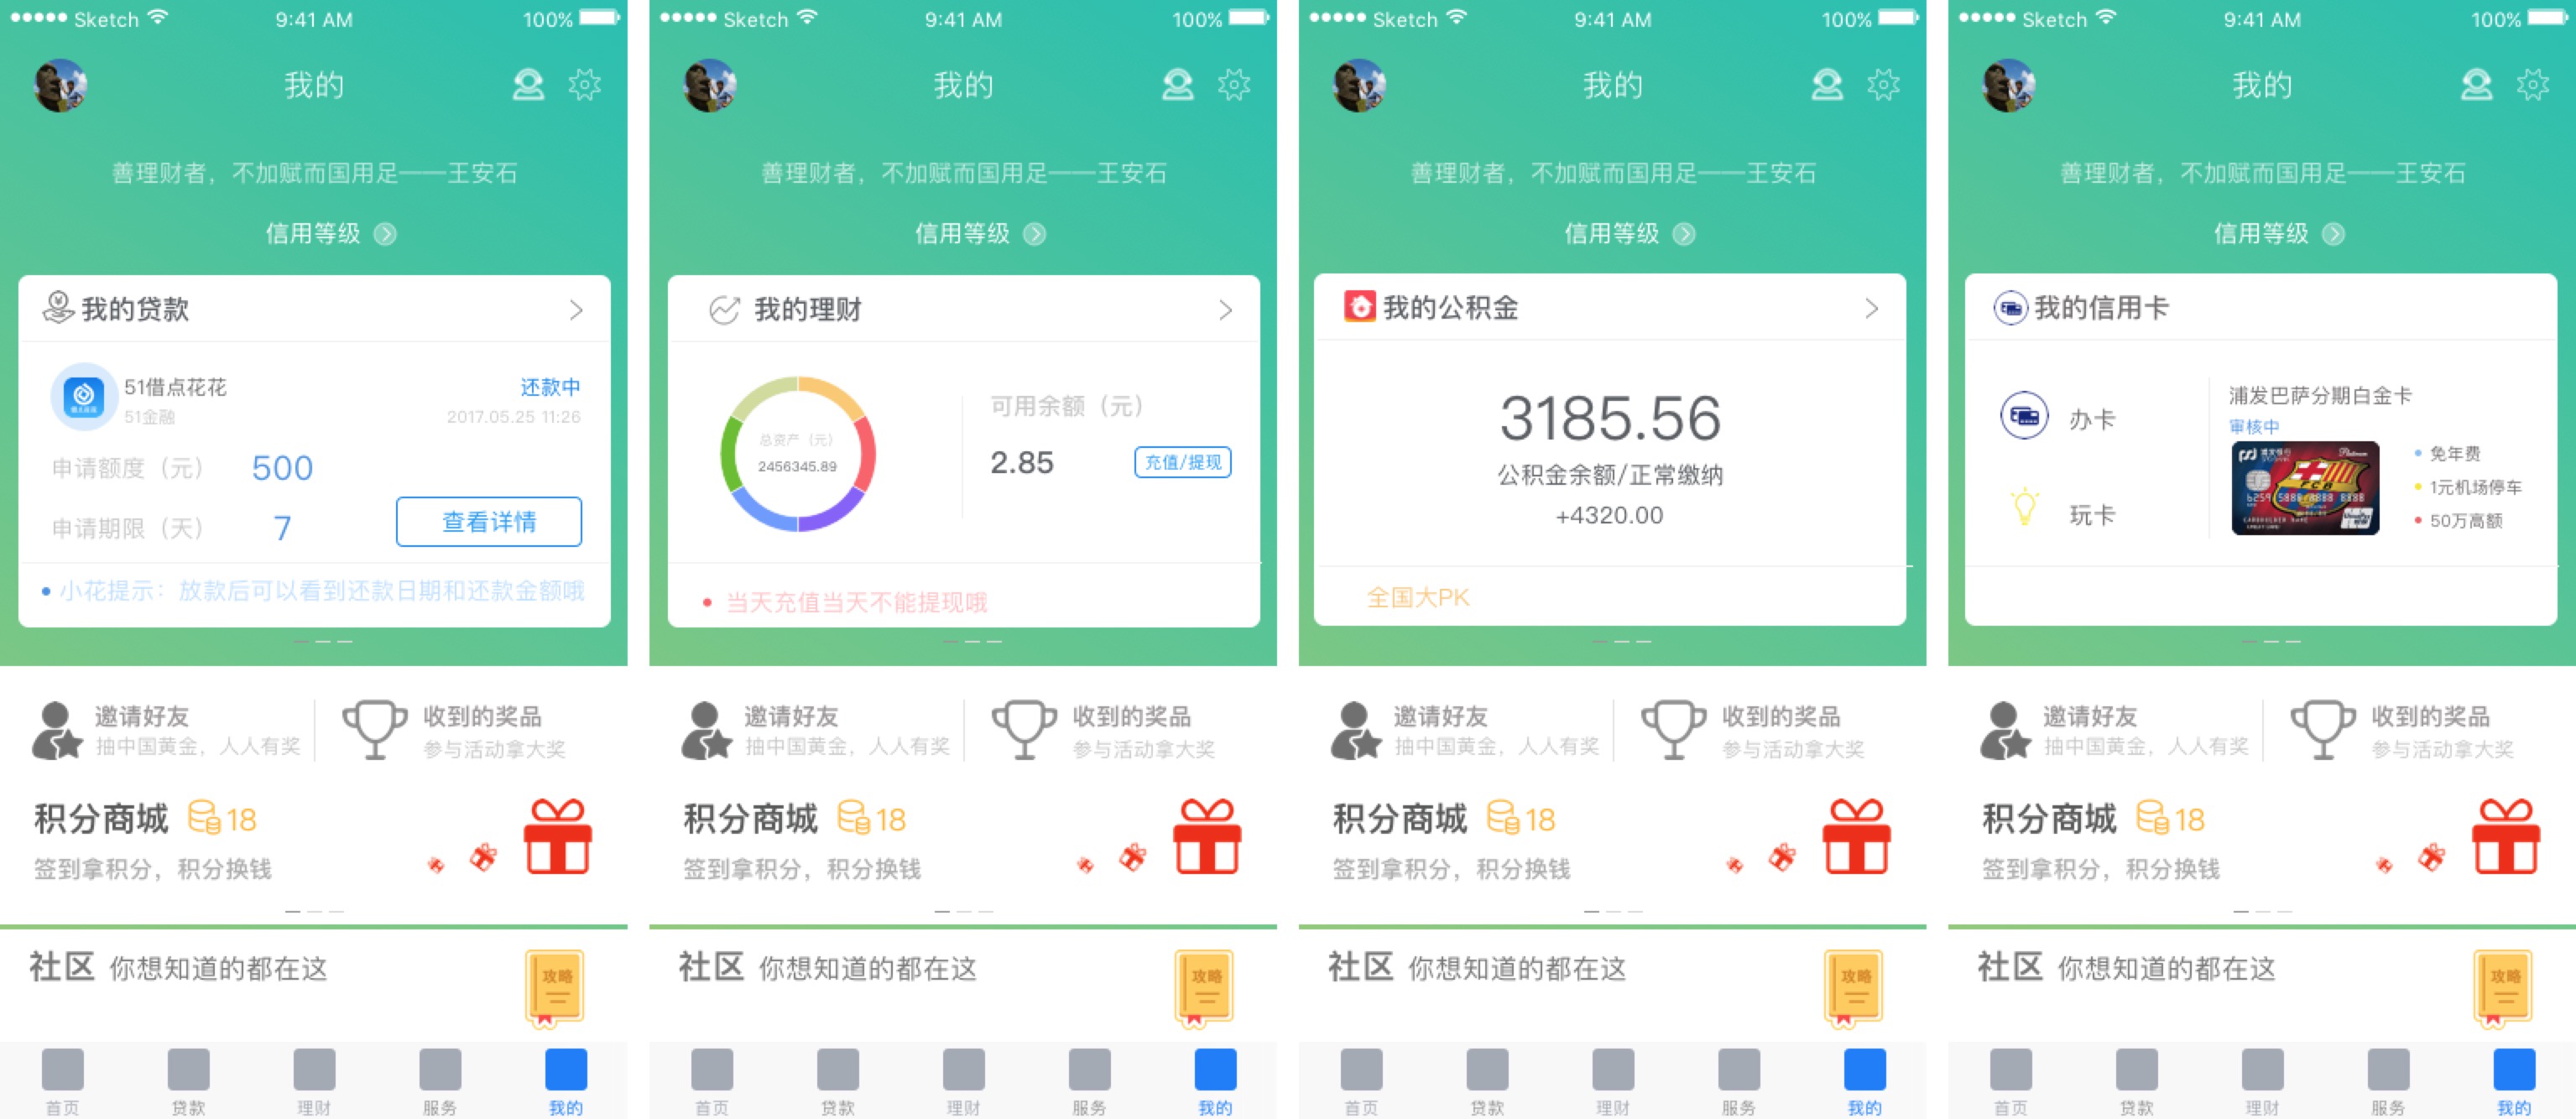 Sketch 9:41 AM 100%
我的
善理财者，不加赋而国用足——王安石
信用等级
我的贷款
51借点花花
还款中
51金融
2017.05.25 11:26
申请额度（元） 500
申请期限（天） 7
查看详情
小花提示：放款后可以看到还款日期和还款金额哦
邀请好友
抽中国黄金，人人有奖
收到的奖品
参与活动拿大奖
积分商城 18
签到拿积分，积分换钱
社区 你想知道的都在这
攻略
首页 贷款 理财 服务 我的
Sketch 9:41 AM 100%
我的
善理财者，不加赋而国用足——王安石
信用等级
我的理财
总资产（元）
2456345.89
可用余额（元）
2.85
充值/提现
当天充值当天不能提现哦
邀请好友
抽中国黄金，人人有奖
收到的奖品
参与活动拿大奖
积分商城 18
签到拿积分，积分换钱
社区 你想知道的都在这
攻略
首页 贷款 理财 服务 我的
Sketch 9:41 AM 100%
我的
善理财者，不加赋而国用足——王安石
信用等级
我的公积金
3185.56
公积金余额/正常缴纳
+4320.00
全国大PK
邀请好友
抽中国黄金，人人有奖
收到的奖品
参与活动拿大奖
积分商城 18
签到拿积分，积分换钱
社区 你想知道的都在这
攻略
首页 贷款 理财 服务 我的
Sketch 9:41 AM 100%
我的
善理财者，不加赋而国用足——王安石
信用等级
我的信用卡
办卡
玩卡
浦发巴萨分期白金卡
审核中
浦发银行
Platinum
FCB
6259 5888 8888 8888
CARDHOLDER NAME
免年费
1元机场停车
50万高额
邀请好友
抽中国黄金，人人有奖
收到的奖品
参与活动拿大奖
积分商城 18
签到拿积分，积分换钱
社区 你想知道的都在这
攻略
首页 贷款 理财 服务 我的